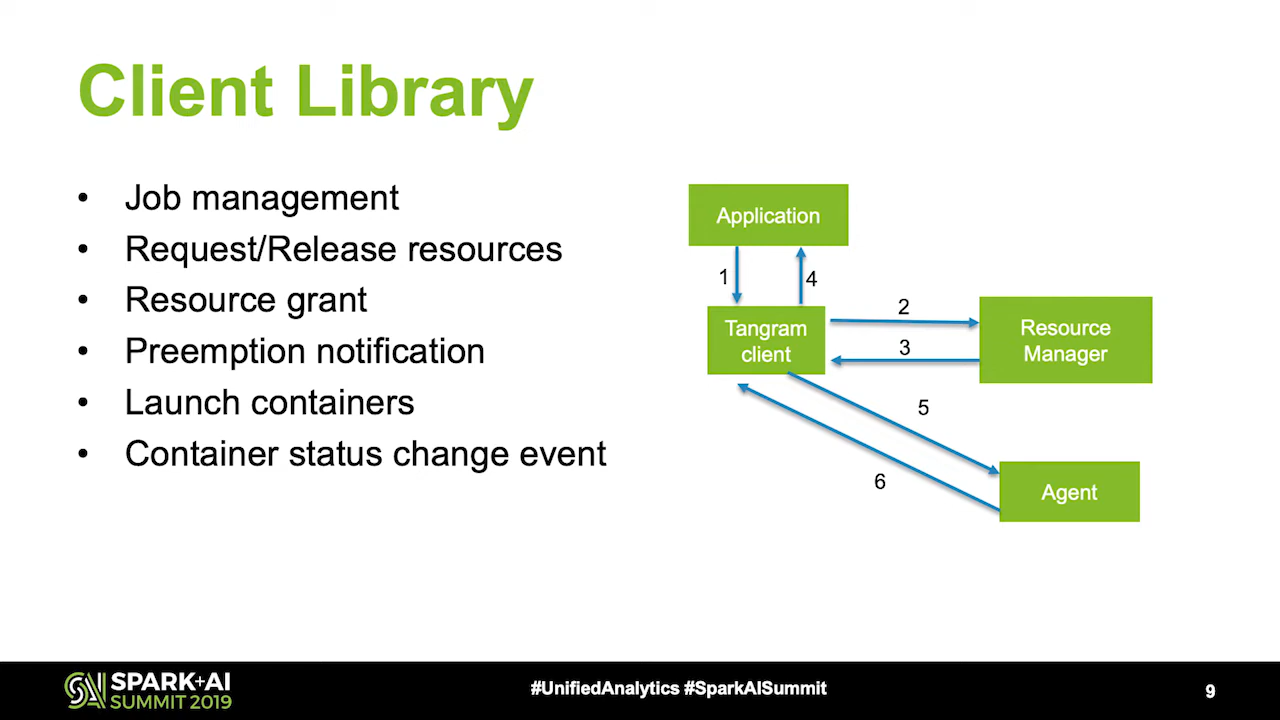 Client Library
• Job management
• Request/Release resources
• Resource grant
• Preemption notification
• Launch containers
• Container status change event
Application
1
4
Tangram
client
2
3
Resource
Manager
5
6
Agent
SPARK+AI
SUMMIT 2019
#UnifiedAnalytics #SparkAISummit
9